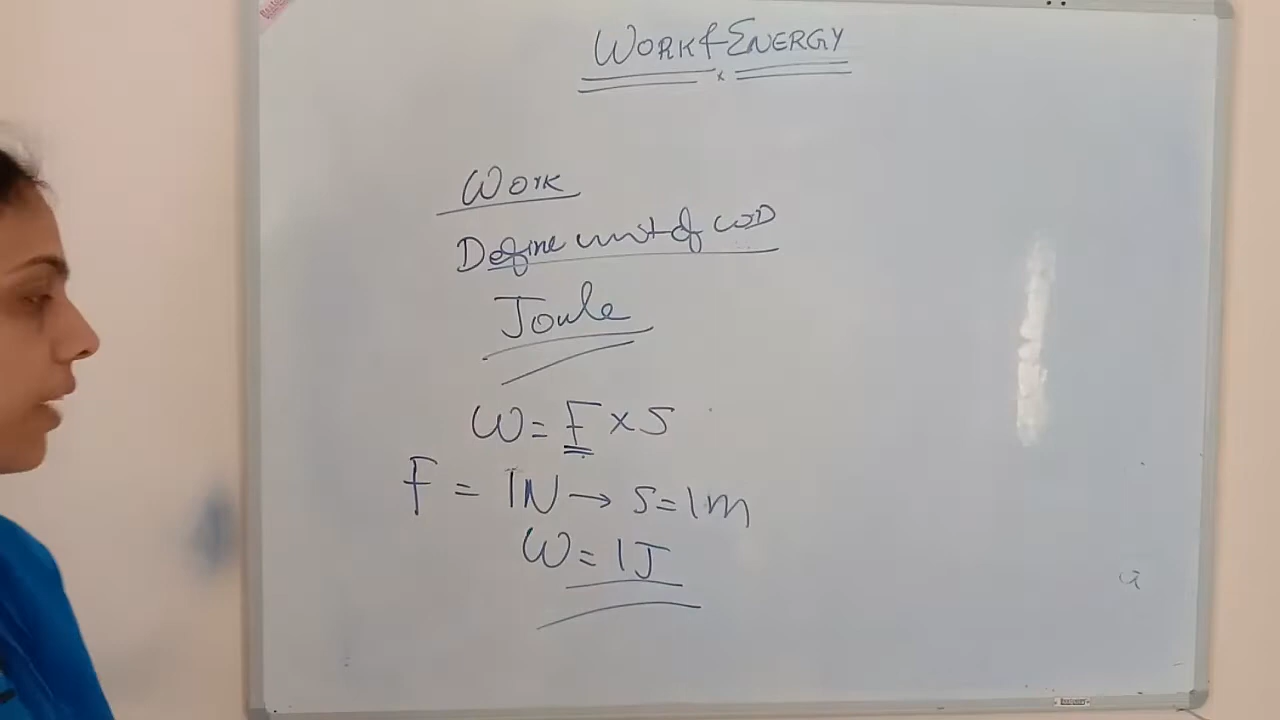 WORK & ENERGY
Work
Define unit of WD
Joule
W = F × S
F = 1N → S = 1m
W = 1J